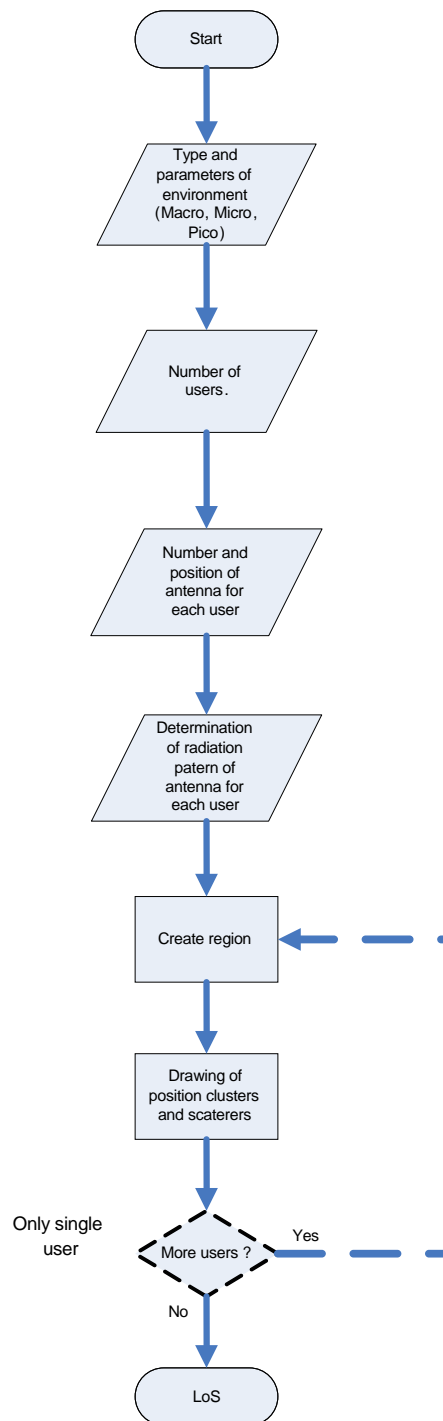 Start
Type and
parameters of
environment
(Macro, Micro,
Pico)
Number of
users.
Number and
position of
antenna for
each user
Determination
of radiation
patern of
antenna for
each user
Create region
Drawing of
position clusters
and scaterers
Only single
user
More users ?
Yes
No
LoS